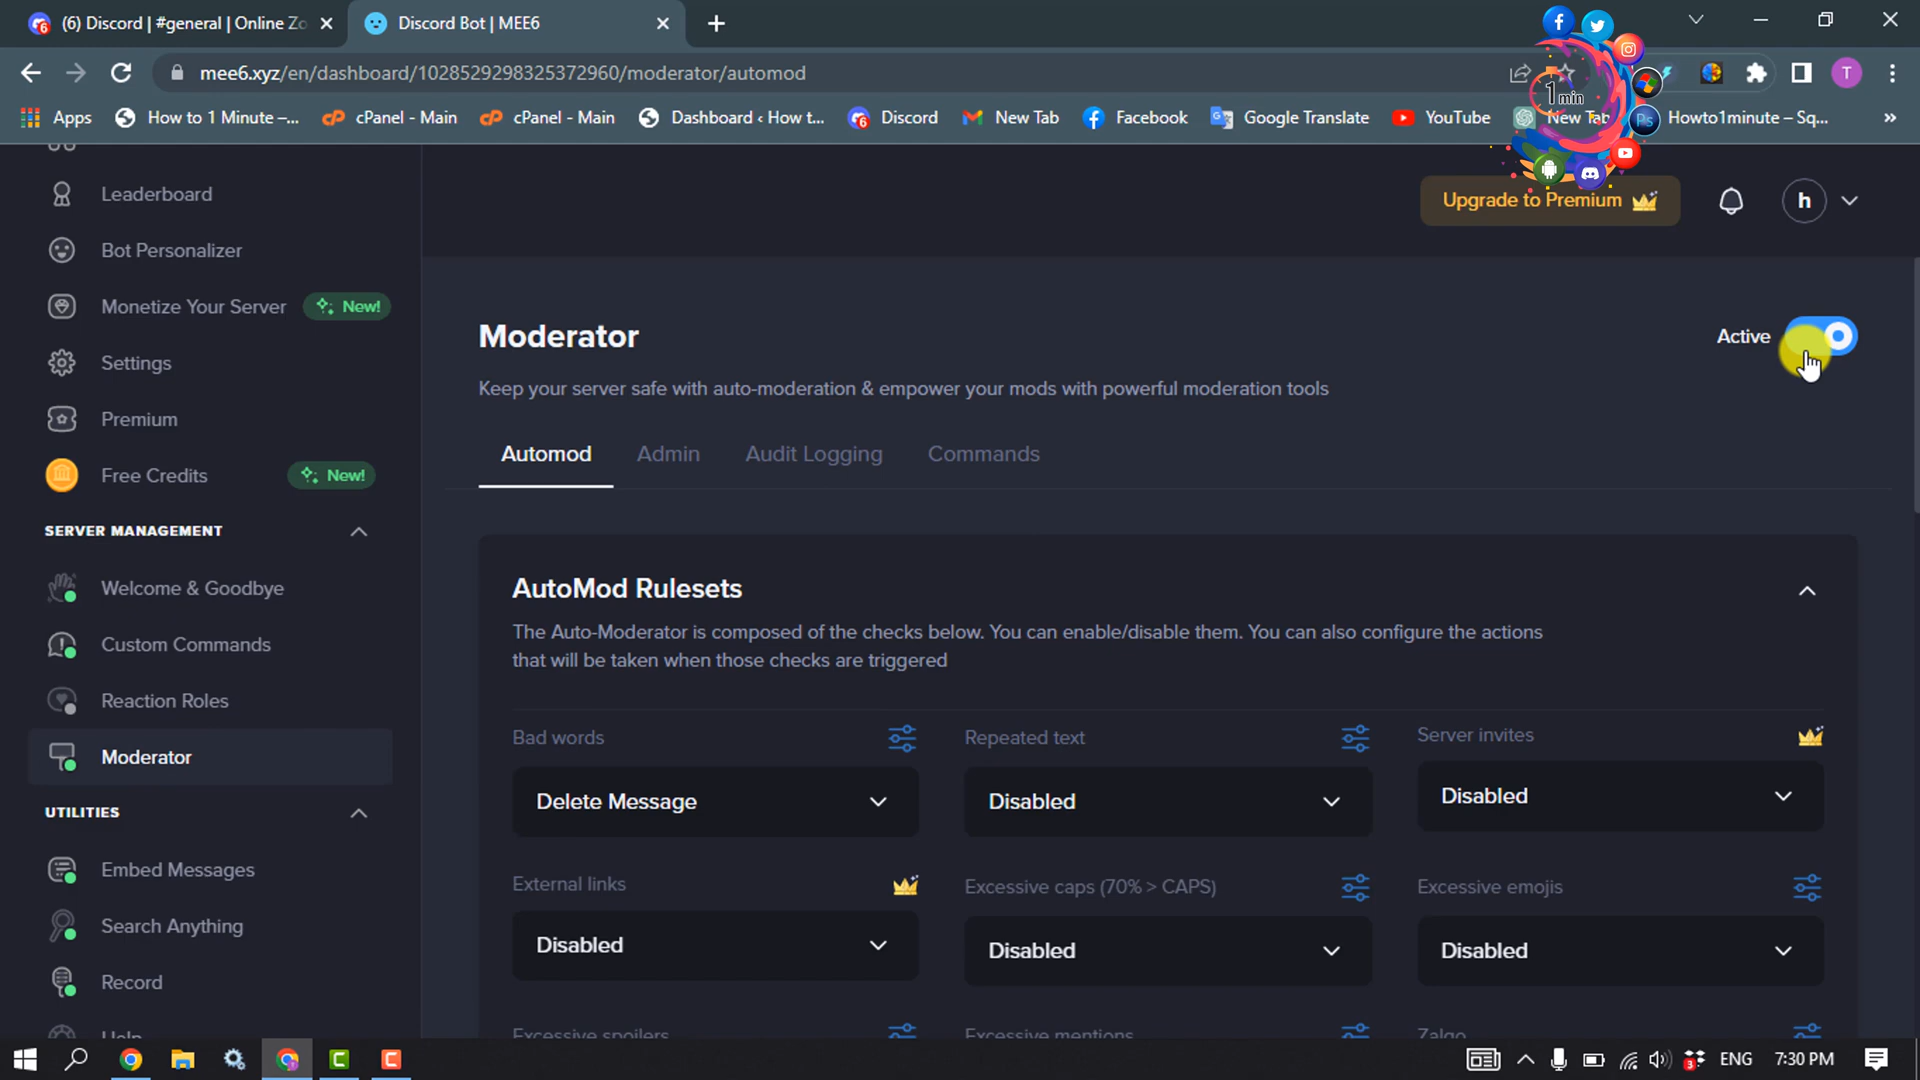 (6) Discord | #general | Online Zo
Discord Bot | MEE6
mee6.xyz/en/dashboard/1028529298325372960/moderator/automod
T
Apps
How to 1 Minute –...
cPanel - Main
cPanel - Main
Dashboard ‹ How t...
Discord
New Tab
Facebook
Google Translate
YouTube
New Tab
Howto1minute – Sq...
1 min
Ps
Upgrade to Premium
h
Leaderboard
Bot Personalizer
Monetize Your Server
New!
Settings
Premium
Free Credits
New!
SERVER MANAGEMENT
Welcome & Goodbye
Custom Commands
Reaction Roles
Moderator
UTILITIES
Embed Messages
Search Anything
Record
Help
Moderator
Active
Keep your server safe with auto-moderation & empower your mods with powerful moderation tools
Automod
Admin
Audit Logging
Commands
AutoMod Rulesets
The Auto-Moderator is composed of the checks below. You can enable/disable them. You can also configure the actions
that will be taken when those checks are triggered
Bad words
Repeated text
Server invites
Delete Message
Disabled
Disabled
External links
Excessive caps (70% > CAPS)
Excessive emojis
Disabled
Disabled
Disabled
Excessive spoilers
Excessive mentions
Zalgo
ENG
7:30 PM